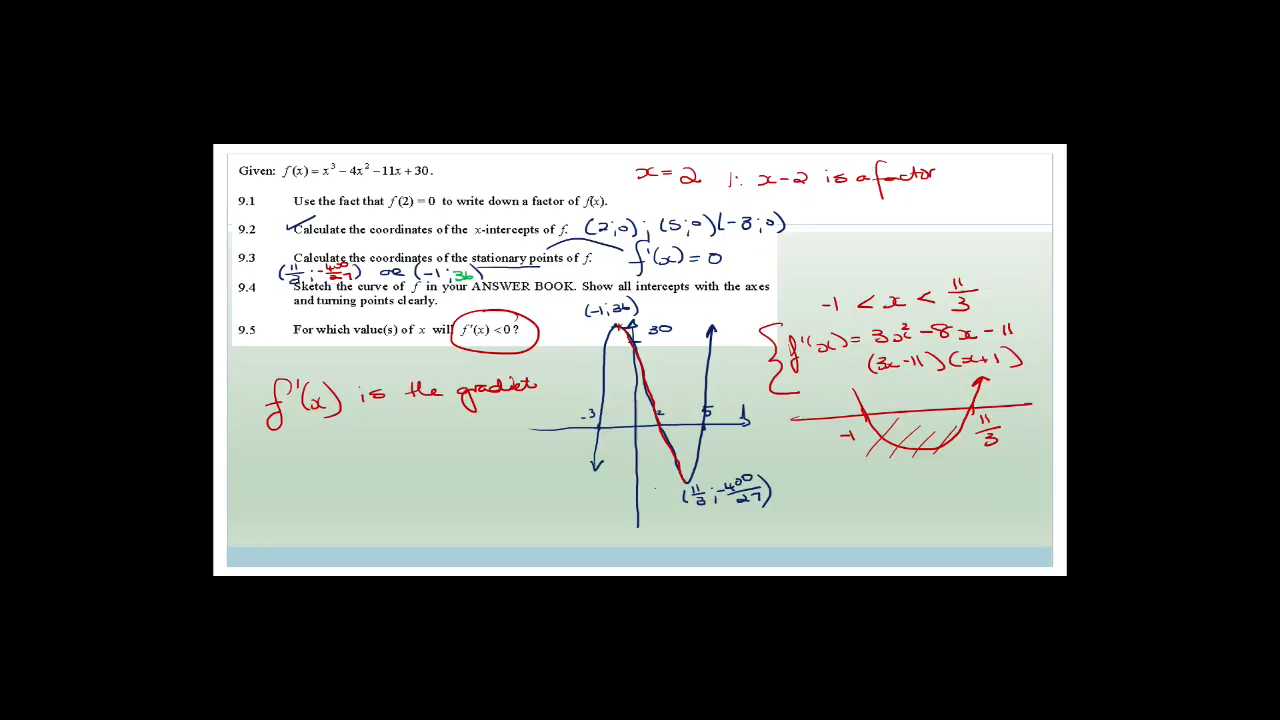 Given: f(x) = x³ − 4x² − 11x + 30.
x = 2 ∴ x − 2 is a factor
9.1 Use the fact that f(2) = 0 to write down a factor of f(x).
9.2 Calculate the coordinates of the x-intercepts of f. (2;0); (5;0)(-3;0)
9.3 Calculate the coordinates of the stationary points of f. f'(x) = 0
(11/3; -400/27) or (-1; 36)
9.4 Sketch the curve of f in your ANSWER BOOK. Show all intercepts with the axes
and turning points clearly.
-1 < x < 11/3
(-1; 36)
9.5 For which value(s) of x will f'(x) < 0?
30
f'(x) = 3x² − 8x − 11
(3x − 11)(x + 1)
f'(x) is the gradiet
-3
2
5
-1
11/3
(11/3; -400/27)